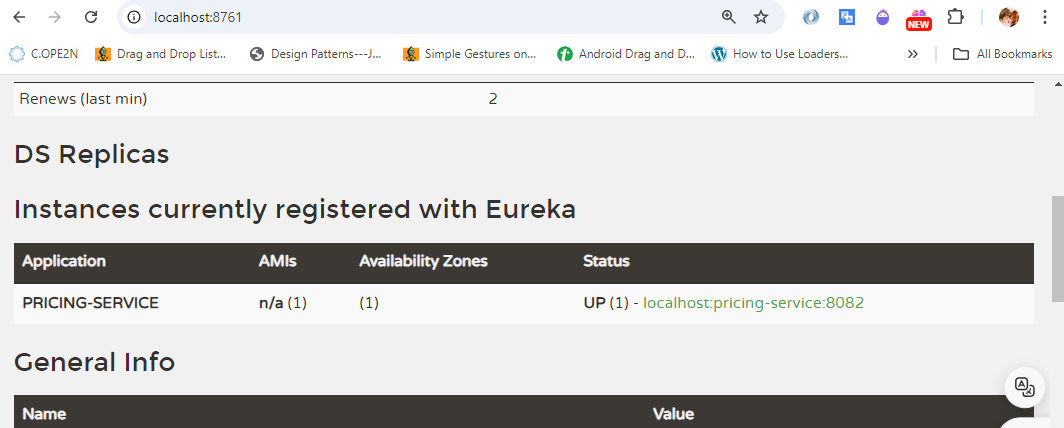 localhost:8761
NEW
C.OPE2N Drag and Drop List... Design Patterns---J... Simple Gestures on... Android Drag and D... How to Use Loaders... » All Bookmarks
Renews (last min) 2
DS Replicas
Instances currently registered with Eureka
Application AMIs Availability Zones Status
PRICING-SERVICE n/a (1) (1) UP (1) - localhost:pricing-service:8082
General Info
Name Value